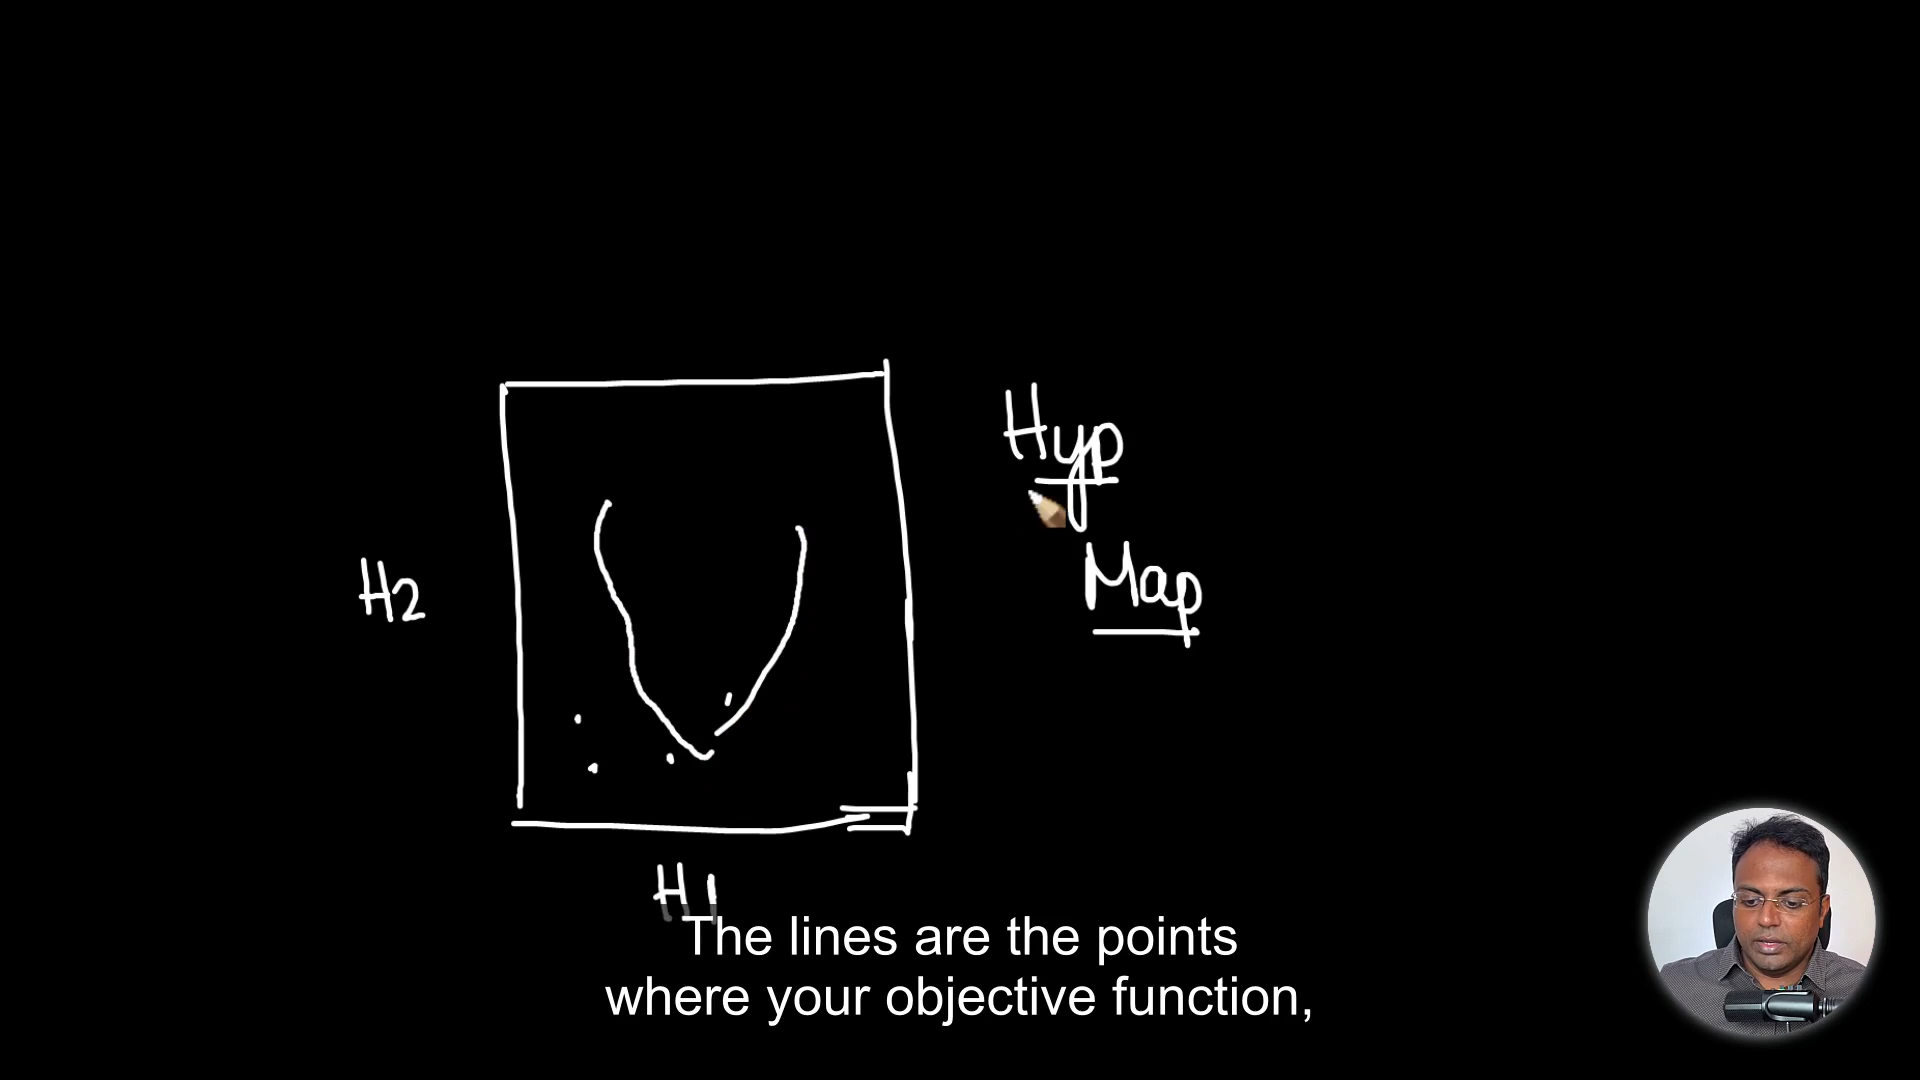 Hyp
Map
H2
H1
The lines are the points
where your objective function,